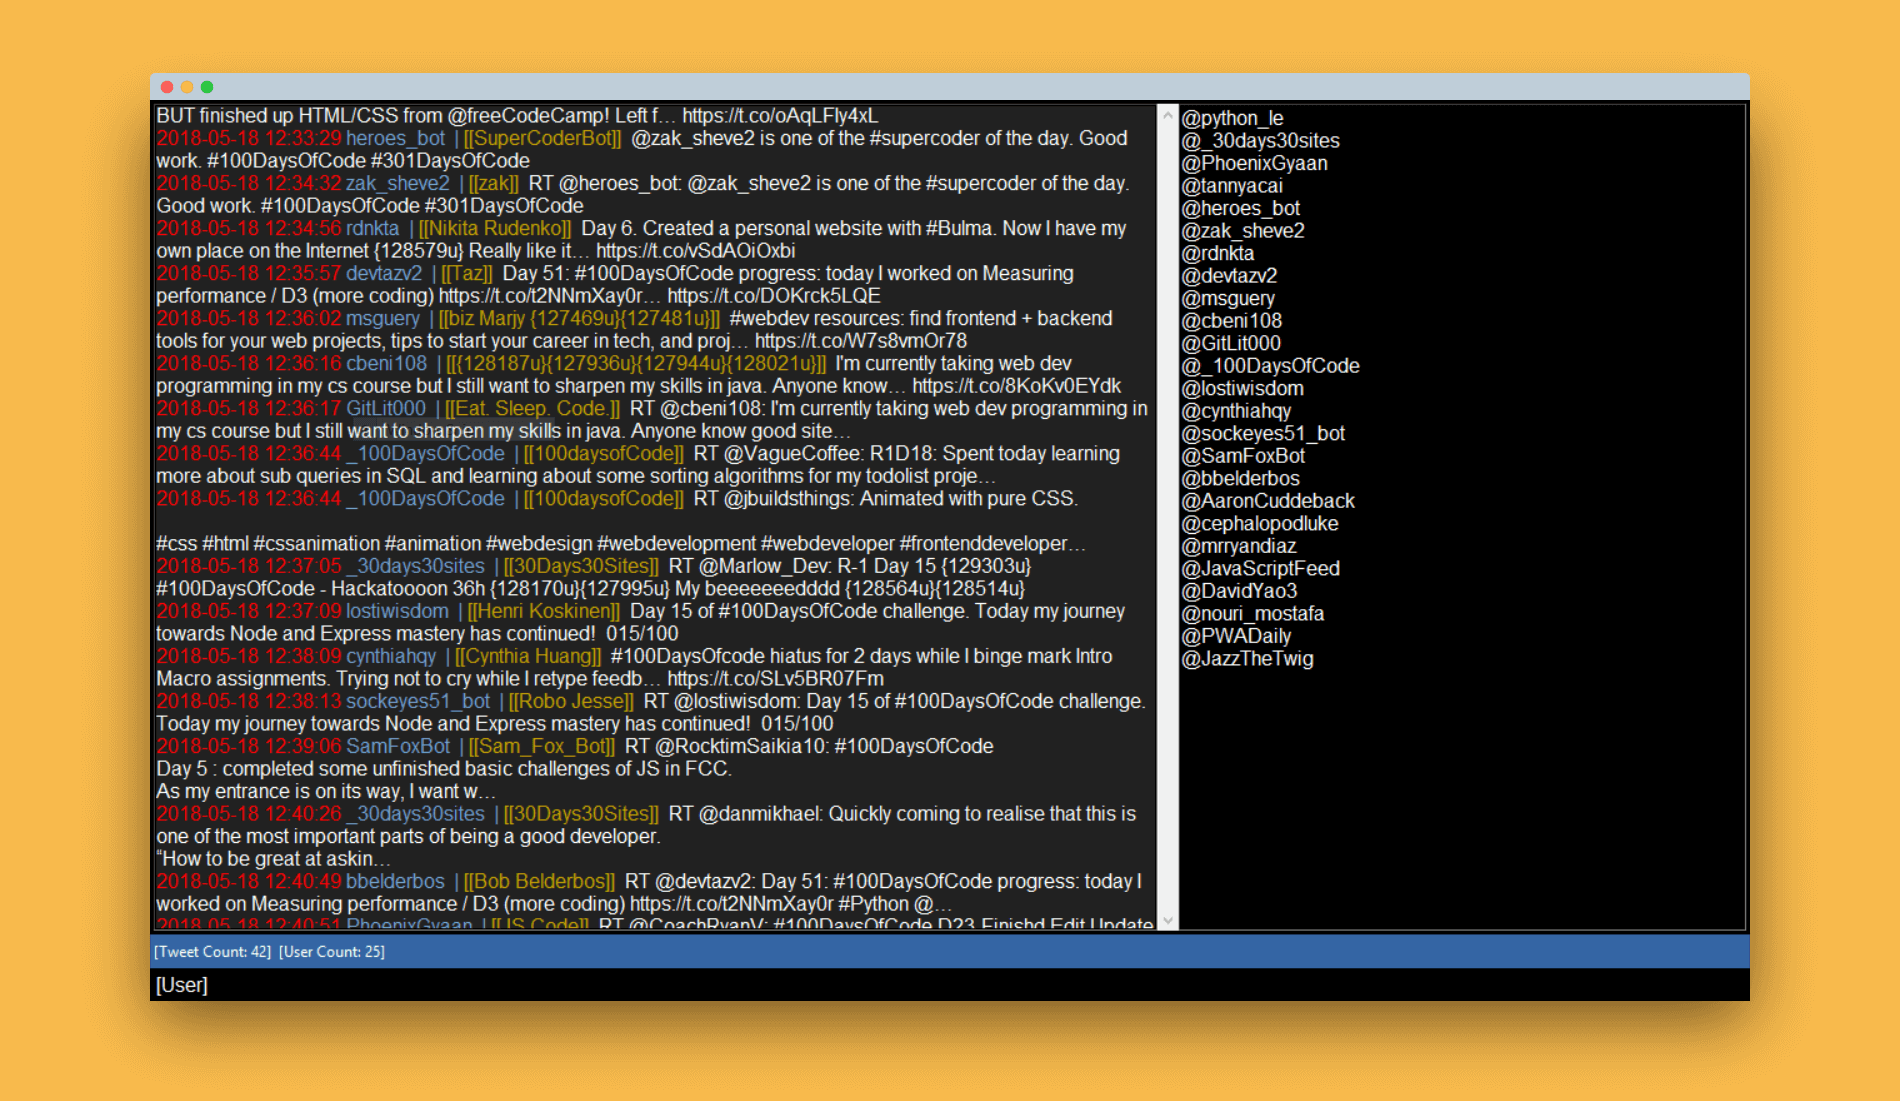 BUT finished up HTML/CSS from @freeCodeCamp! Left f… https://t.co/oAqLFly4xL
2018-05-18 12:33:29 heroes_bot | [[SuperCoderBot]] @zak_sheve2 is one of the #supercoder of the day. Good
work. #100DaysOfCode #301DaysOfCode
2018-05-18 12:34:32 zak_sheve2 | [[zak]] RT @heroes_bot: @zak_sheve2 is one of the #supercoder of the day.
Good work. #100DaysOfCode #301DaysOfCode
2018-05-18 12:34:56 rdnkta | [[Nikita Rudenko]] Day 6. Created a personal website with #Bulma. Now I have my
own place on the Internet {128579u} Really like it… https://t.co/vSdAOiOxbi
2018-05-18 12:35:57 devtazv2 | [[Taz]] Day 51: #100DaysOfCode progress: today I worked on Measuring
performance / D3 (more coding) https://t.co/t2NNmXay0r… https://t.co/DOKrck5LQE
2018-05-18 12:36:02 msguery | [[biz Marjy {127469u}{127481u}]] #webdev resources: find frontend + backend
tools for your web projects, tips to start your career in tech, and proj… https://t.co/W7s8vmOr78
2018-05-18 12:36:16 cbeni108 | [[{128187u}{127936u}{127944u}{128021u}]] I'm currently taking web dev
programming in my cs course but I still want to sharpen my skills in java. Anyone know… https://t.co/8KoKv0EYdk
2018-05-18 12:36:17 GitLit000 | [[Eat. Sleep. Code.]] RT @cbeni108: I'm currently taking web dev programming in
my cs course but I still want to sharpen my skills in java. Anyone know good site…
2018-05-18 12:36:44 _100DaysOfCode | [[100daysofCode]] RT @VagueCoffee: R1D18: Spent today learning
more about sub queries in SQL and learning about some sorting algorithms for my todolist proje…
2018-05-18 12:36:44 _100DaysOfCode | [[100daysofCode]] RT @jbuildsthings: Animated with pure CSS.
#css #html #cssanimation #animation #webdesign #webdevelopment #webdeveloper #frontenddeveloper…
2018-05-18 12:37:05 _30days30sites | [[30Days30Sites]] RT @Marlow_Dev: R-1 Day 15 {129303u}
#100DaysOfCode - Hackatoooon 36h {128170u}{127995u} My beeeeeeedddd {128564u}{128514u}
2018-05-18 12:37:09 lostiwisdom | [[Henri Koskinen]] Day 15 of #100DaysOfCode challenge. Today my journey
towards Node and Express mastery has continued! 015/100
2018-05-18 12:38:09 cynthiahqy | [[Cynthia Huang]] #100DaysOfcode hiatus for 2 days while I binge mark Intro
Macro assignments. Trying not to cry while I retype feedb… https://t.co/SLv5BR07Fm
2018-05-18 12:38:13 sockeyes51_bot | [[Robo Jesse]] RT @lostiwisdom: Day 15 of #100DaysOfCode challenge.
Today my journey towards Node and Express mastery has continued! 015/100
2018-05-18 12:39:06 SamFoxBot | [[Sam_Fox_Bot]] RT @RocktimSaikia10: #100DaysOfCode
Day 5 : completed some unfinished basic challenges of JS in FCC.
As my entrance is on its way, I want w…
2018-05-18 12:40:26 _30days30sites | [[30Days30Sites]] RT @danmikhael: Quickly coming to realise that this is
one of the most important parts of being a good developer.
“How to be great at askin…
2018-05-18 12:40:49 bbelderbos | [[Bob Belderbos]] RT @devtazv2: Day 51: #100DaysOfCode progress: today I
worked on Measuring performance / D3 (more coding) https://t.co/t2NNmXay0r #Python @…
2018-05-18 12:40:51 PhoenixGyaan | [[JS Code]] RT @CoachRyanV: #100DaysOfCode D23 Finishd Edit Update
@python_le
@_30days30sites
@PhoenixGyaan
@tannyacai
@heroes_bot
@zak_sheve2
@rdnkta
@devtazv2
@msguery
@cbeni108
@GitLit000
@_100DaysOfCode
@lostiwisdom
@cynthiahqy
@sockeyes51_bot
@SamFoxBot
@bbelderbos
@AaronCuddeback
@cephalopodluke
@mrryandiaz
@JavaScriptFeed
@DavidYao3
@nouri_mostafa
@PWADaily
@JazzTheTwig
[Tweet Count: 42] [User Count: 25]
[User]